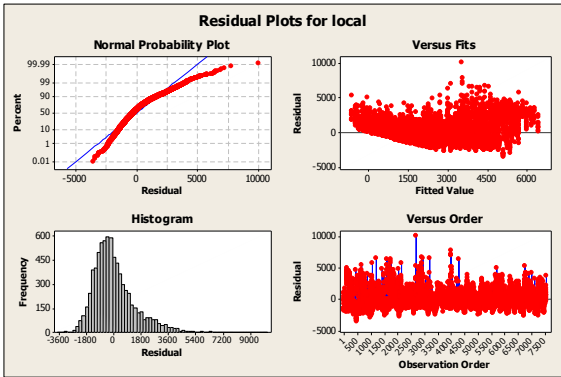 Residual Plots for local
Normal Probability Plot
Percent
99.99
99
90
50
10
1
0.01
-5000 0 5000 10000
Residual
Versus Fits
Residual
10000
5000
0
-5000
0 1500 3000 4500 6000
Fitted Value
Histogram
Frequency
600
450
300
150
0
-3600 -1800 0 1800 3600 5400 7200 9000
Residual
Versus Order
Residual
10000
5000
0
-5000
1 500 1000 1500 2000 2500 3000 3500 4000 4500 5000 5500 6000 6500 7000 7500
Observation Order